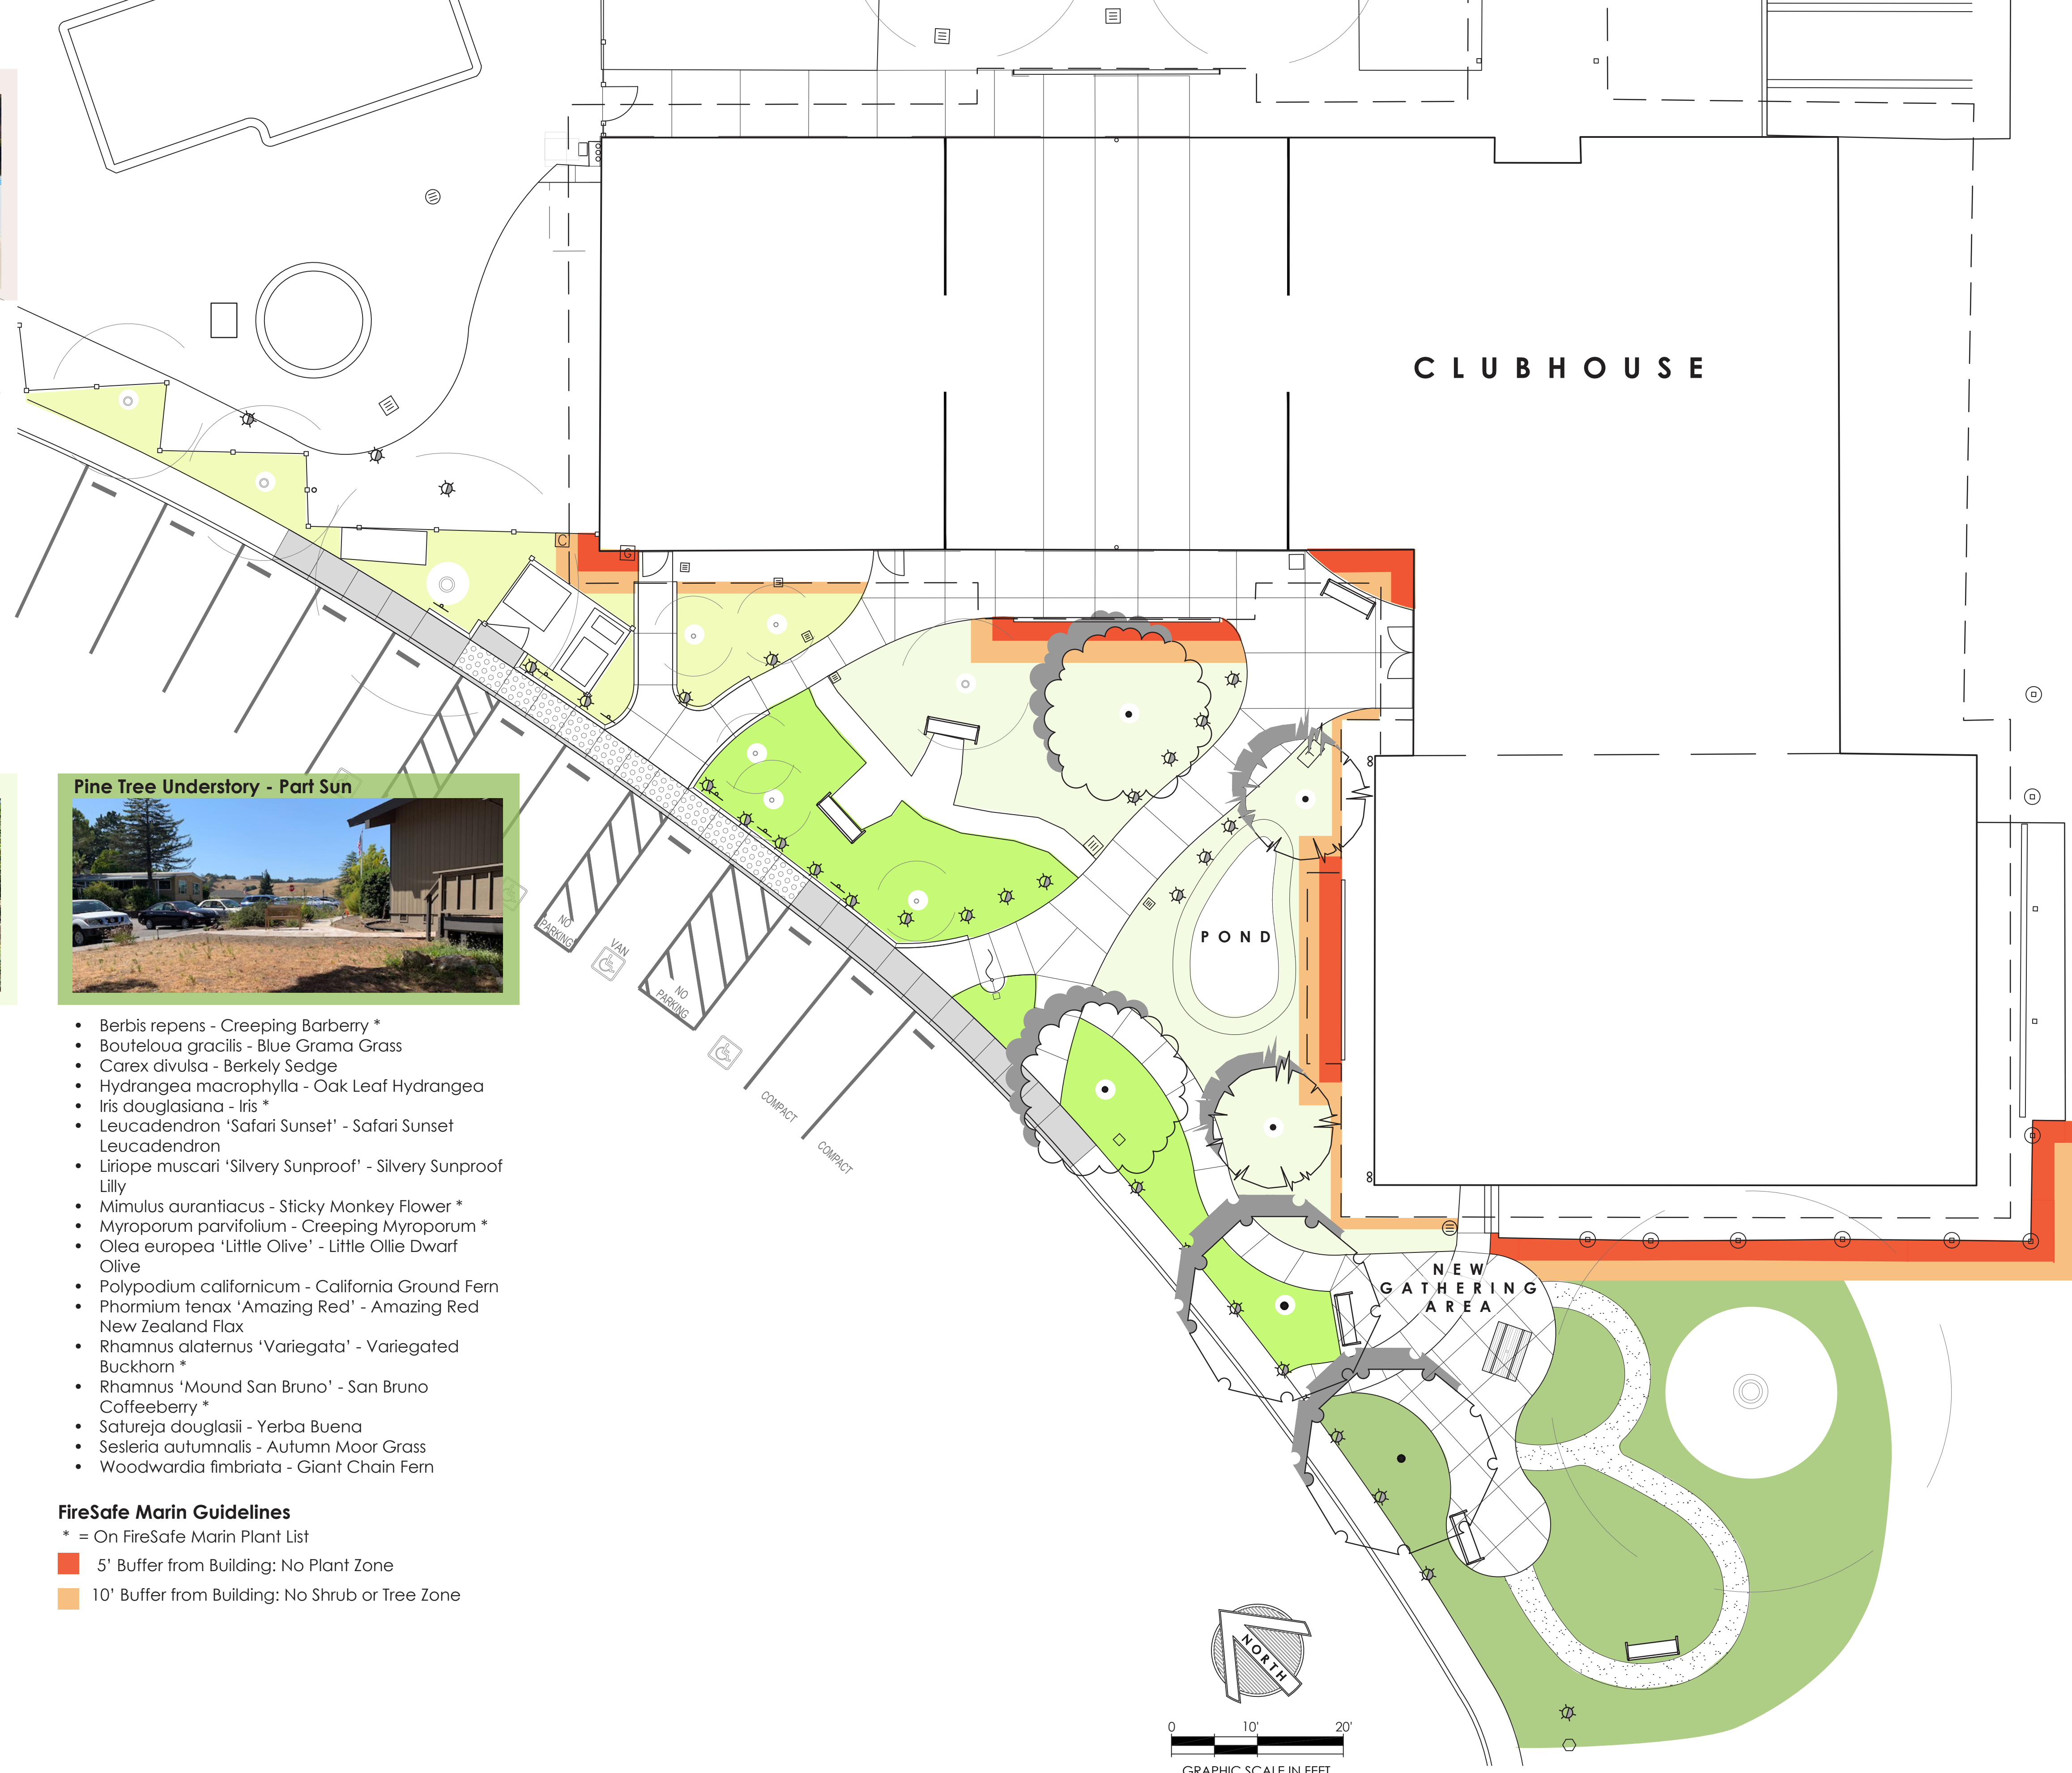 CLUBHOUSE
C
G
Pine Tree Understory - Part Sun
POND
NO
PARKING
VAN
NO
PARKING
COMPACT
COMPACT
• Berbis repens - Creeping Barberry *
• Bouteloua gracilis - Blue Grama Grass
• Carex divulsa - Berkely Sedge
• Hydrangea macrophylla - Oak Leaf Hydrangea
• Iris douglasiana - Iris *
• Leucadendron ‘Safari Sunset’ - Safari Sunset
Leucadendron
• Liriope muscari ‘Silvery Sunproof’ - Silvery Sunproof
Lilly
• Mimulus aurantiacus - Sticky Monkey Flower *
• Myroporum parvifolium - Creeping Myroporum *
• Olea europea ‘Little Olive’ - Little Ollie Dwarf
Olive
• Polypodium californicum - California Ground Fern
• Phormium tenax ‘Amazing Red’ - Amazing Red
New Zealand Flax
• Rhamnus alaternus ‘Variegata’ - Variegated
Buckhorn *
• Rhamnus ‘Mound San Bruno’ - San Bruno
Coffeeberry *
• Satureja douglasii - Yerba Buena
• Sesleria autumnalis - Autumn Moor Grass
• Woodwardia fimbriata - Giant Chain Fern
NEW
GATHERING
AREA
FireSafe Marin Guidelines
* = On FireSafe Marin Plant List
5’ Buffer from Building: No Plant Zone
10’ Buffer from Building: No Shrub or Tree Zone
NORTH
0 10' 20'
GRAPHIC SCALE IN FEET